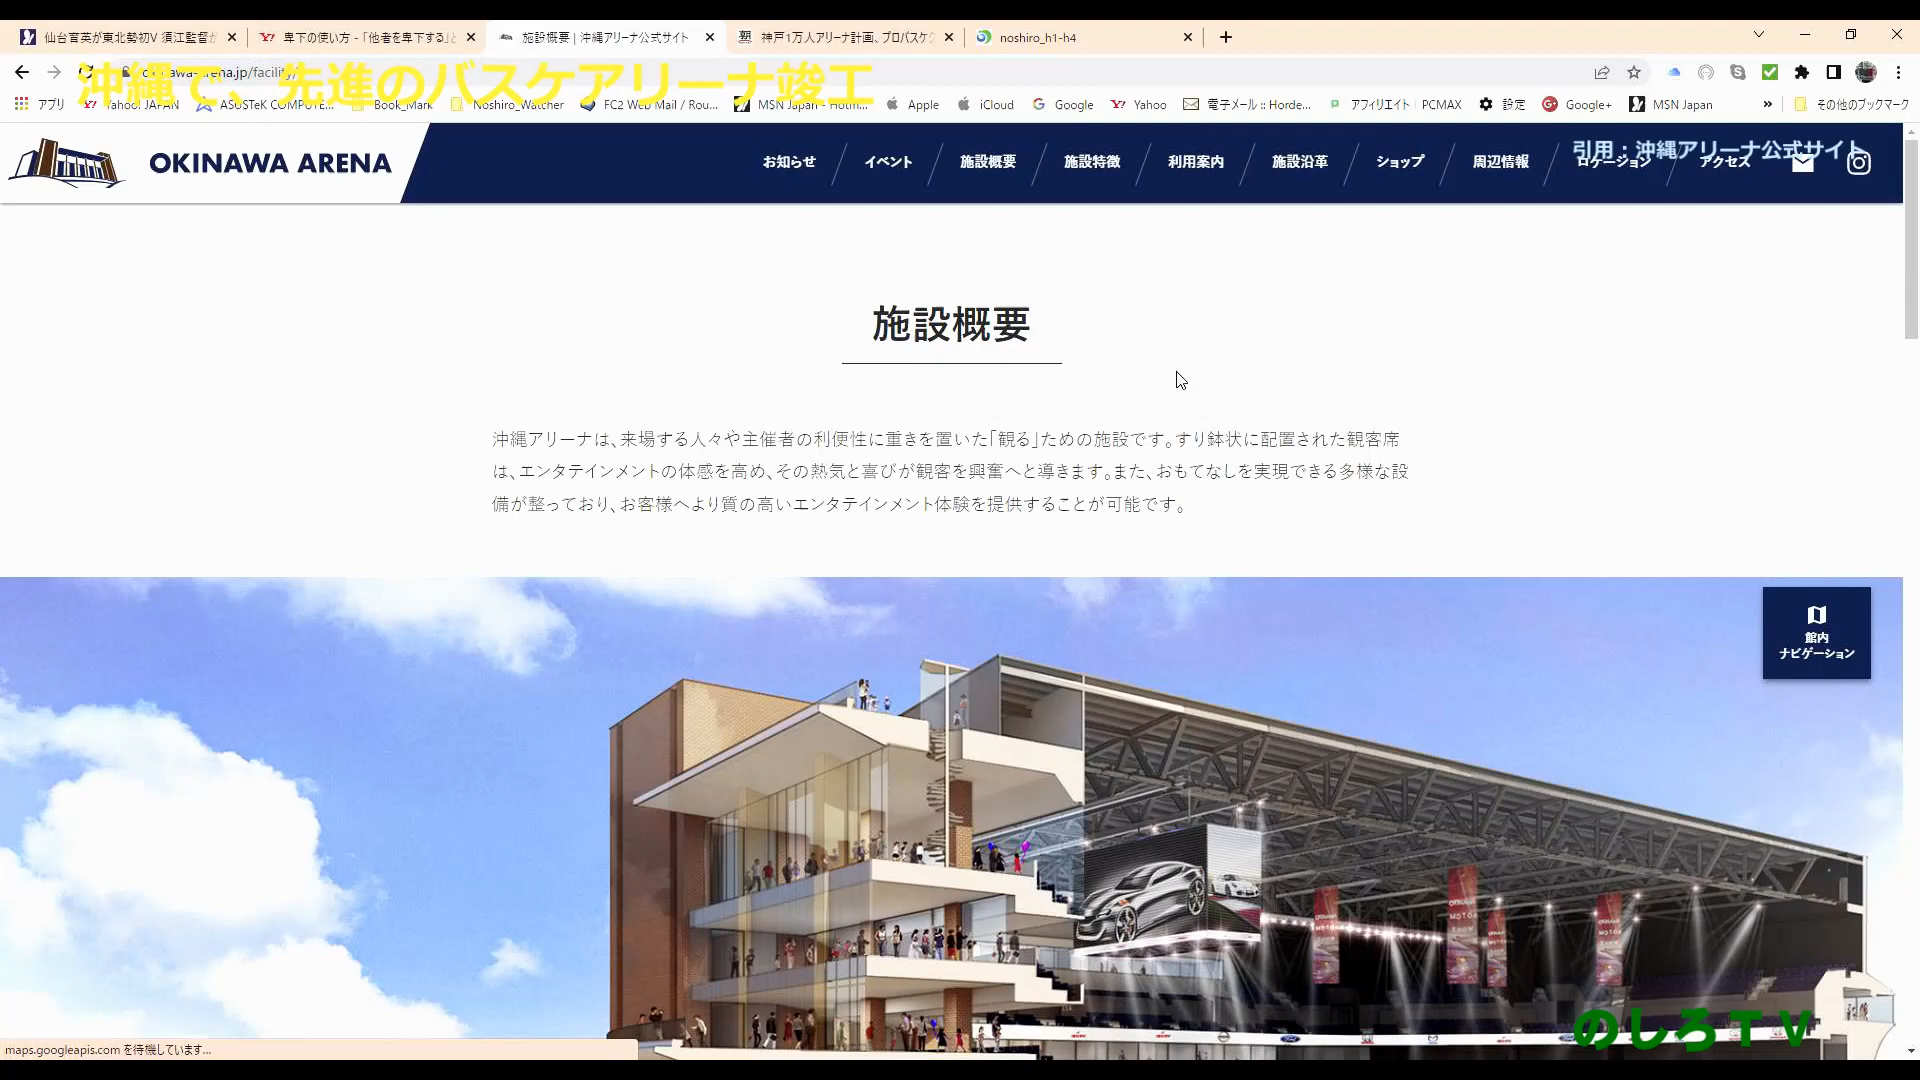 仙台育英が東北勢初V 須江監督が
卑下の使い方 - 「他者を卑下する」と
施設概要 | 沖縄アリーナ公式サイト
神戸1万人アリーナ計画、プロバスケク
noshiro_h1-h4
沖縄で、先進のバスケアリーナ竣工
アプリ
Yahoo! JAPAN
ASUSTeK COMPUTE...
Book_Mark
Noshiro_Watcher
FC2 Web Mail / Rou...
MSN Japan - Hotm...
Apple
iCloud
Google
Yahoo
電子メール :: Horde...
アフィリエイト | PCMAX
設定
Google+
MSN Japan
»
その他のブックマーク
OKINAWA ARENA
お知らせ
イベント
施設概要
施設特徴
利用案内
施設沿革
ショップ
周辺情報
ロケーション
アクセス
引用：沖縄アリーナ公式サイト
施設概要
沖縄アリーナは、来場する人々や主催者の利便性に重きを置いた「観る」ための施設です。すり鉢状に配置された観客席
は、エンタテインメントの体感を高め、その熱気と喜びが観客を興奮へと導きます。また、おもてなしを実現できる多様な設
備が整っており、お客様へより質の高いエンタテインメント体験を提供することが可能です。
館内
ナビゲーション
のしろTV
maps.googleapis.com を待機しています...